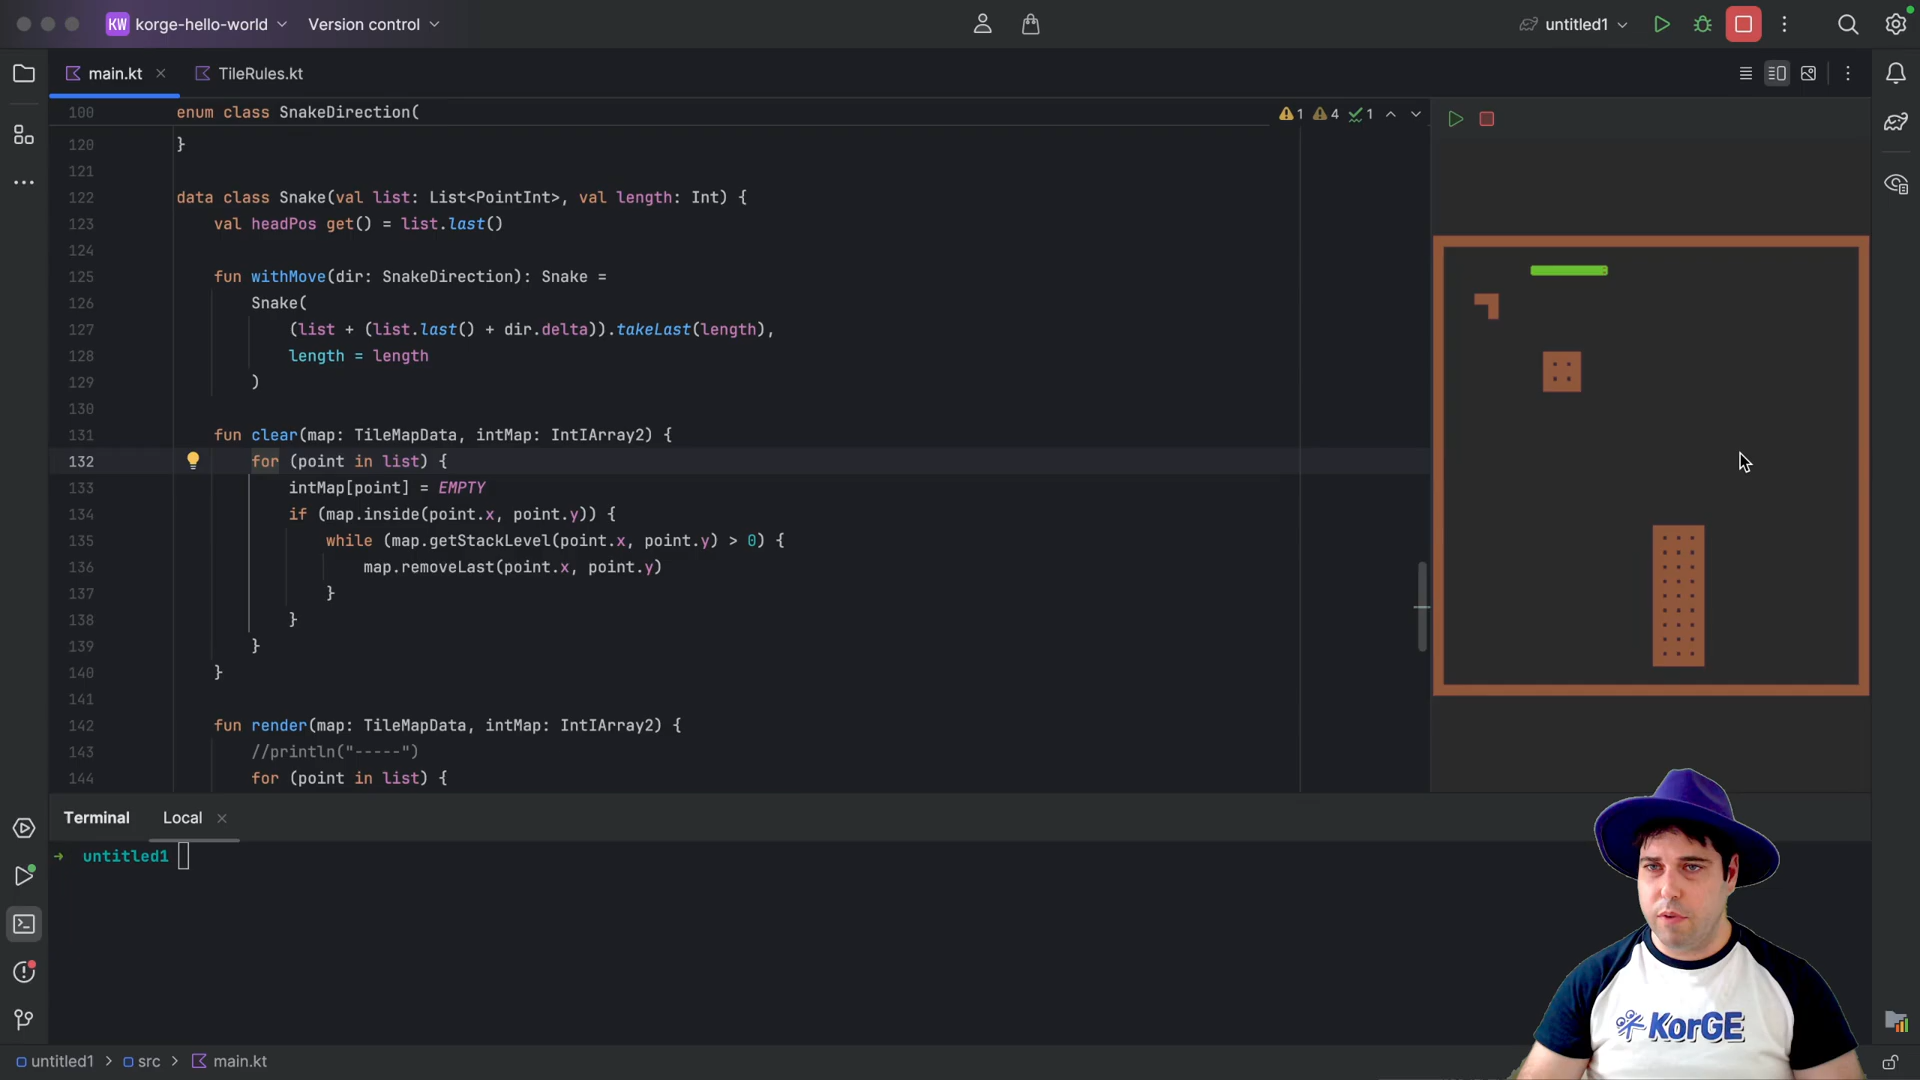 KW korge-hello-world Version control untitled1
main.kt TileRules.kt
100 enum class SnakeDirection( 1 4 1
120 }
121
122 data class Snake(val list: List<PointInt>, val length: Int) {
123 val headPos get() = list.last()
124
125 fun withMove(dir: SnakeDirection): Snake =
126 Snake(
127 (list + (list.last() + dir.delta)).takeLast(length),
128 length = length
129 )
130
131 fun clear(map: TileMapData, intMap: IntIArray2) {
132 for (point in list) {
133 intMap[point] = EMPTY
134 if (map.inside(point.x, point.y)) {
135 while (map.getStackLevel(point.x, point.y) > 0) {
136 map.removeLast(point.x, point.y)
137 }
138 }
139 }
140 }
141
142 fun render(map: TileMapData, intMap: IntIArray2) {
143 //println("-----")
144 for (point in list) {
Terminal Local
untitled1
KorGE
untitled1 > src > main.kt